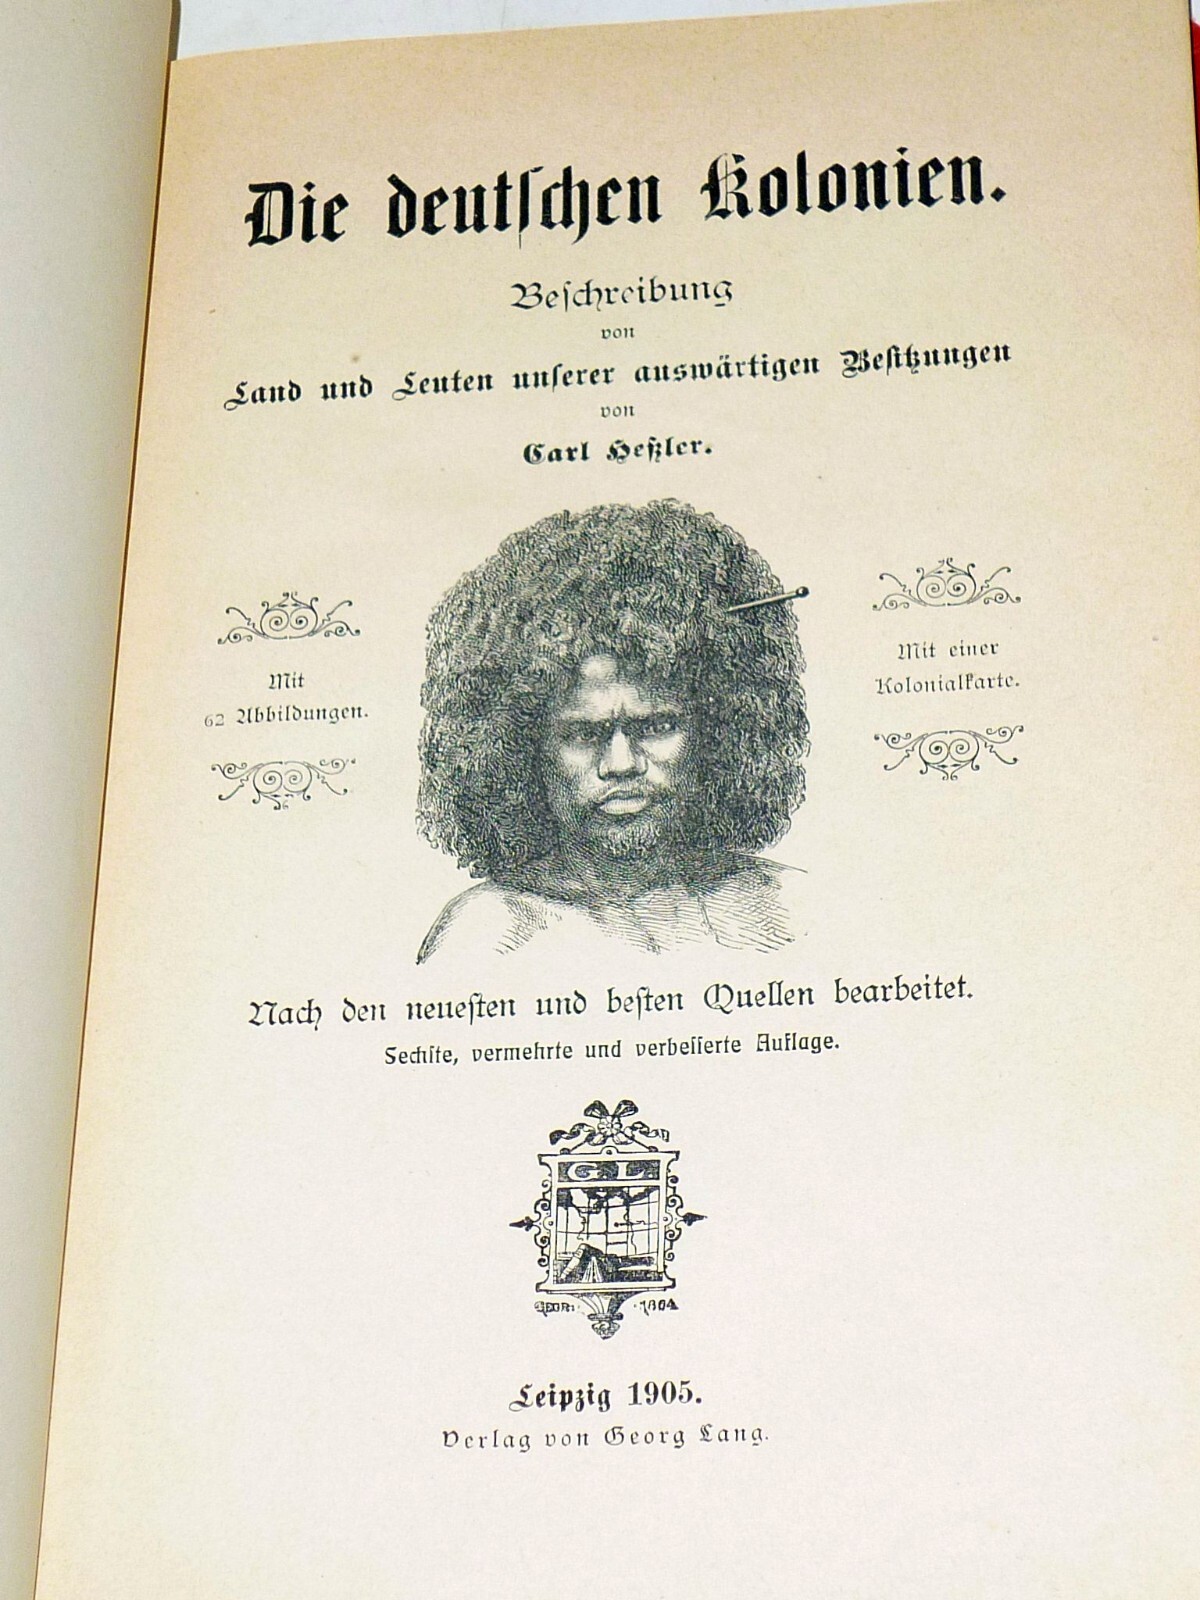 Die deutschen Kolonien.
Beschreibung
von
Land und Leuten unserer auswärtigen Besitzungen
von
Carl Heßler.
Mit
62 Abbildungen.
Mit einer
Kolonialkarte.
Nach den neuesten und besten Quellen bearbeitet.
Sechste, vermehrte und verbesserte Auflage.
G. L.
GEGR: 1864
Leipzig 1905.
Verlag von Georg Lang.